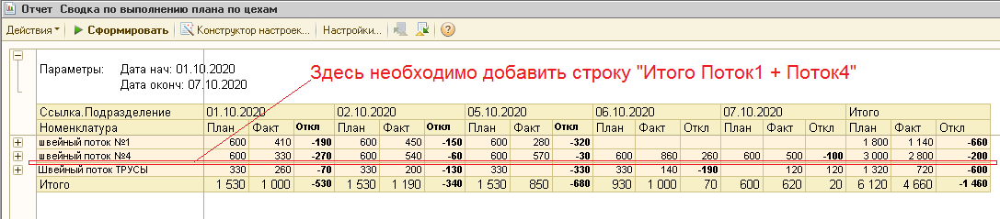 Отчет  Сводка по выполнению плана по цехам
Действия Сформировать Конструктор настроек... Настройки...
Параметры: Дата нач: 01.10.2020
Дата оконч: 07.10.2020
Здесь необходимо добавить строку "Итого Поток1 + Поток4"
Ссылка.Подразделение 01.10.2020 02.10.2020 05.10.2020 06.10.2020 07.10.2020 Итого
Номенклатура План Факт Откл План Факт Откл План Факт Откл План Факт Откл План Факт Откл План Факт Откл
швейный поток №1 600 410 -190 600 450 -150 600 280 -320 1 800 1 140 -660
швейный поток №4 600 330 -270 600 540 -60 600 570 -30 600 860 260 600 500 -100 3 000 2 800 -200
Швейный поток ТРУСЫ 330 260 -70 330 200 -130 330 -330 330 140 -190 120 120 1 320 720 -600
Итого 1 530 1 000 -530 1 530 1 190 -340 1 530 850 -680 930 1 000 70 600 620 20 6 120 4 660 -1 460